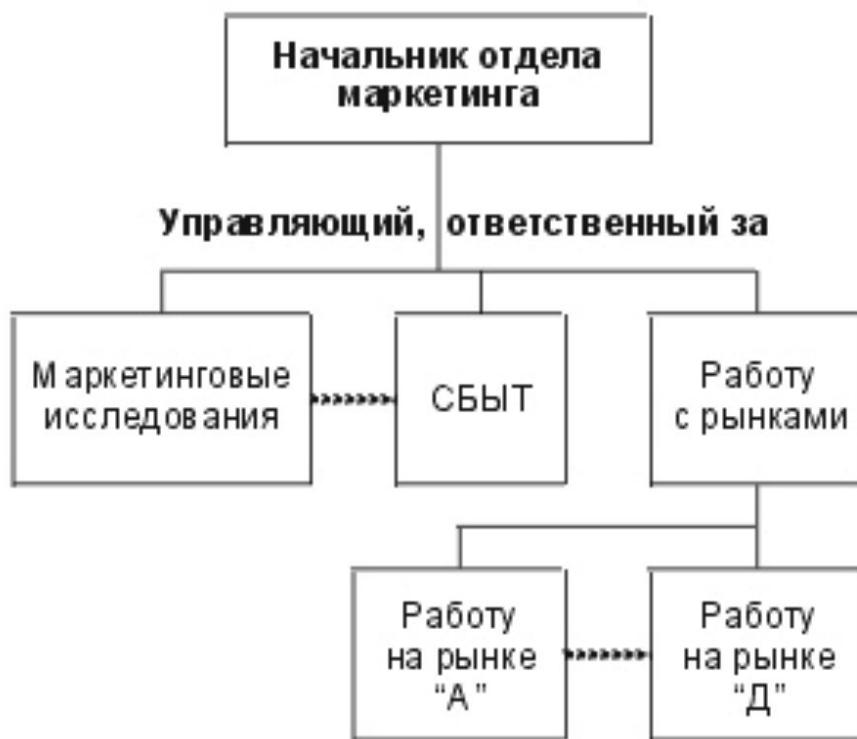 Начальник отдела
маркетинга
Управляющий, ответственный за
Маркетинговые
исследования
СБЫТ
Работу
с рынками
Работу
на рынке
“А”
Работу
на рынке
“Д”